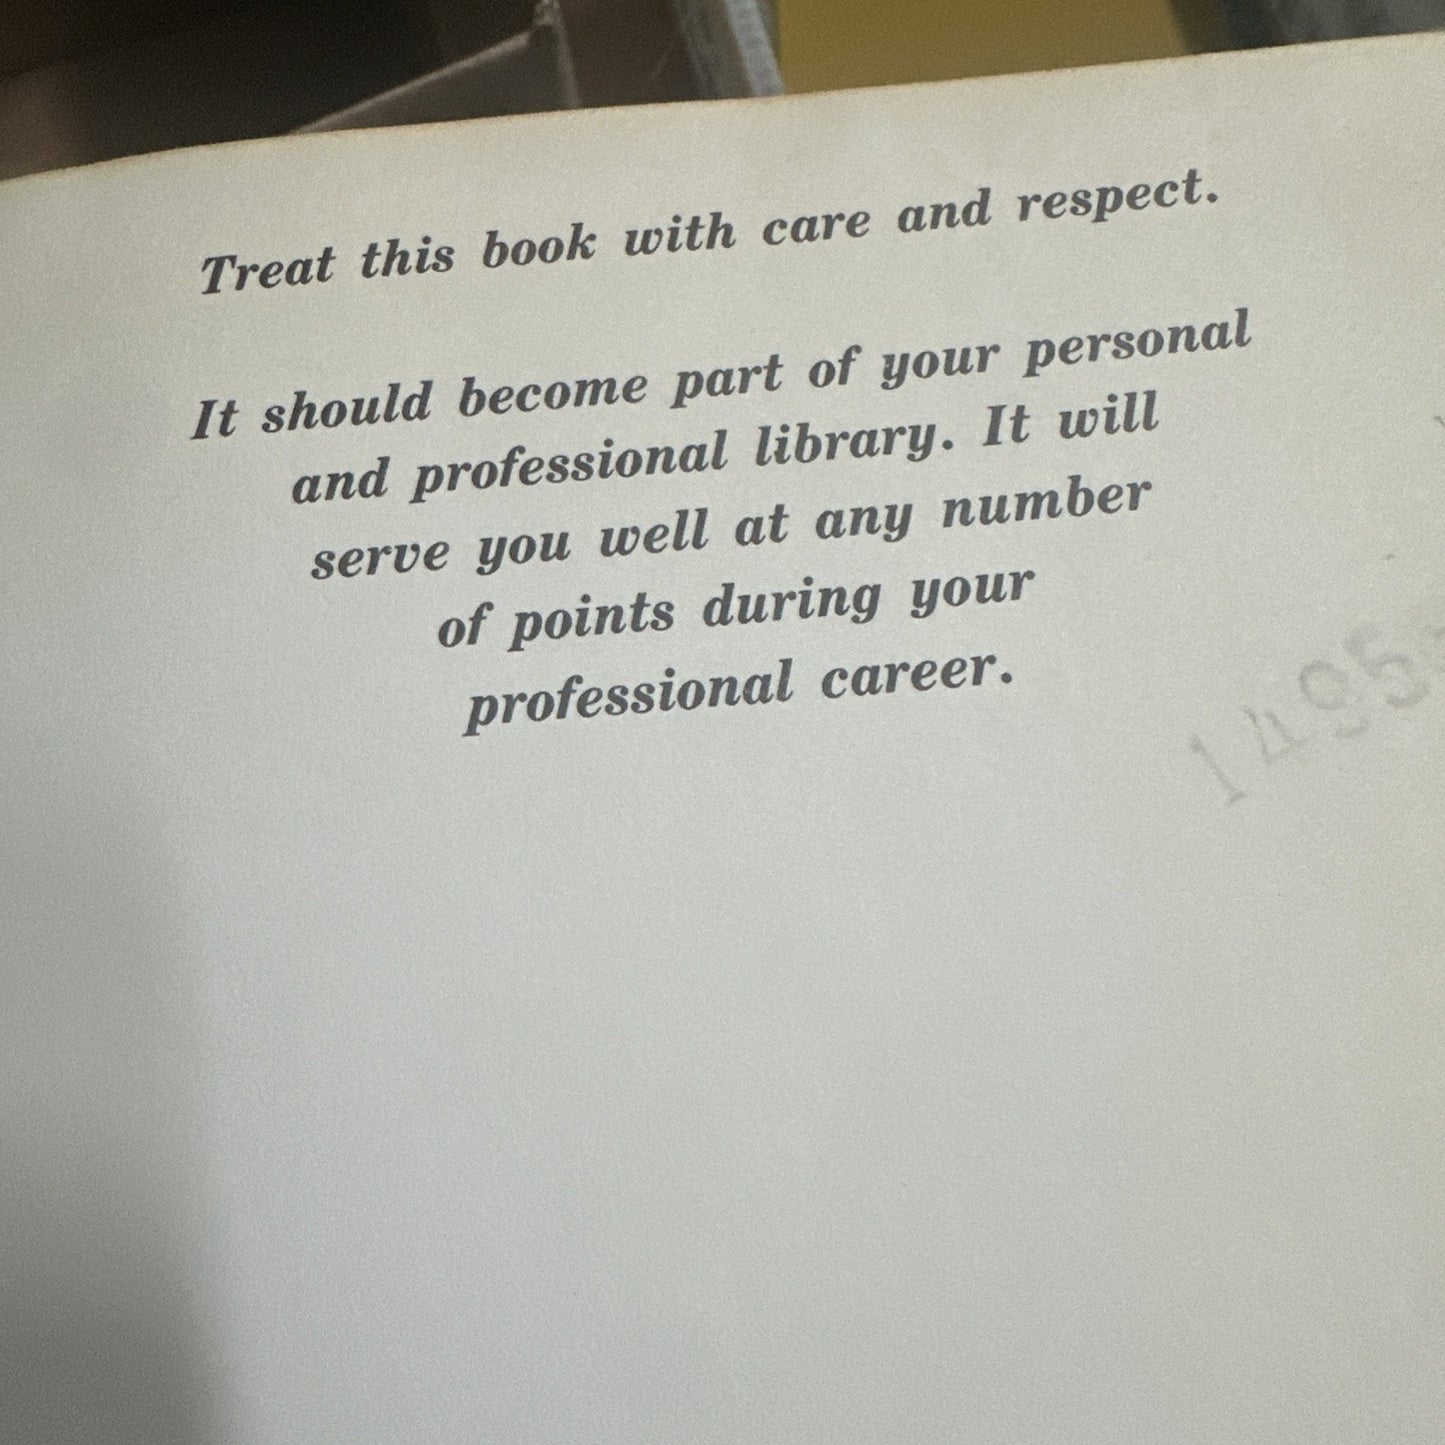 Treat this book with care and respect.
It should become part of your personal
and professional library. It will
serve you well at any number
of points during your
professional career.